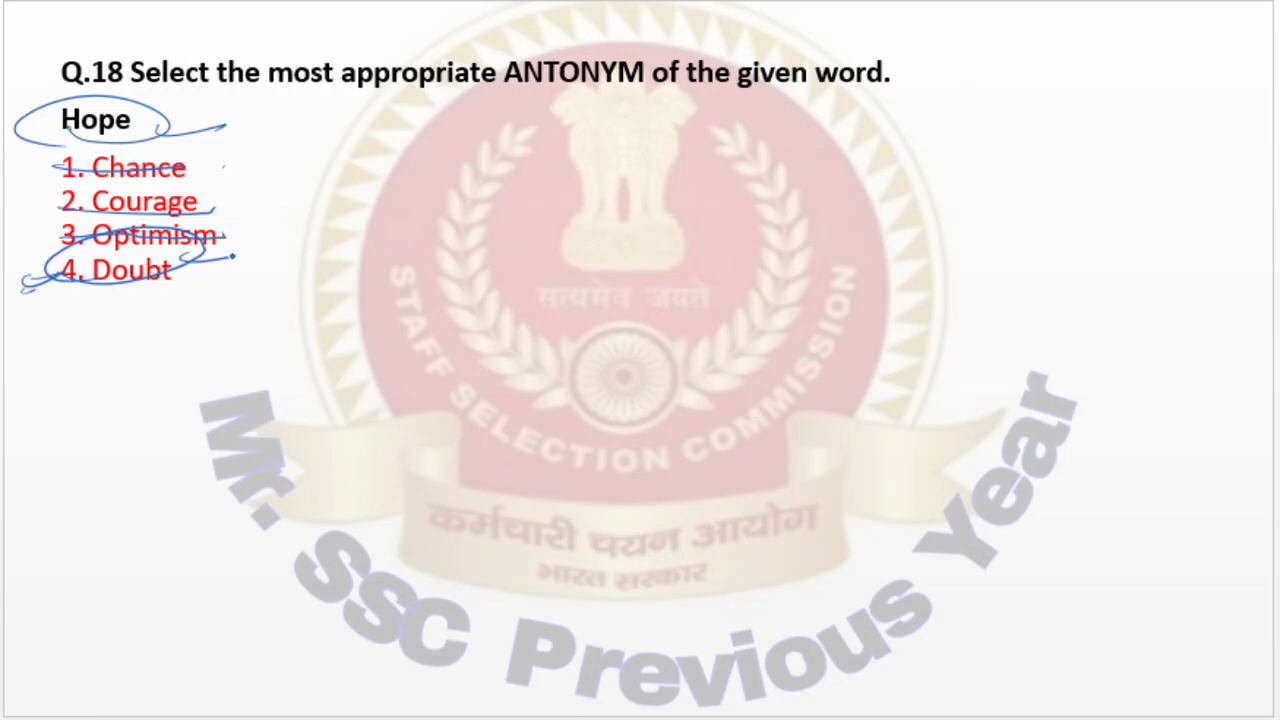 Q.18 Select the most appropriate ANTONYM of the given word.
Hope
1. Chance
2. Courage
3. Optimism
4. Doubt
सत्यमेव जयते
STAFF SELECTION COMMISSION
कर्मचारी चयन आयोग
भारत सरकार
Mr. SSC Previous Year